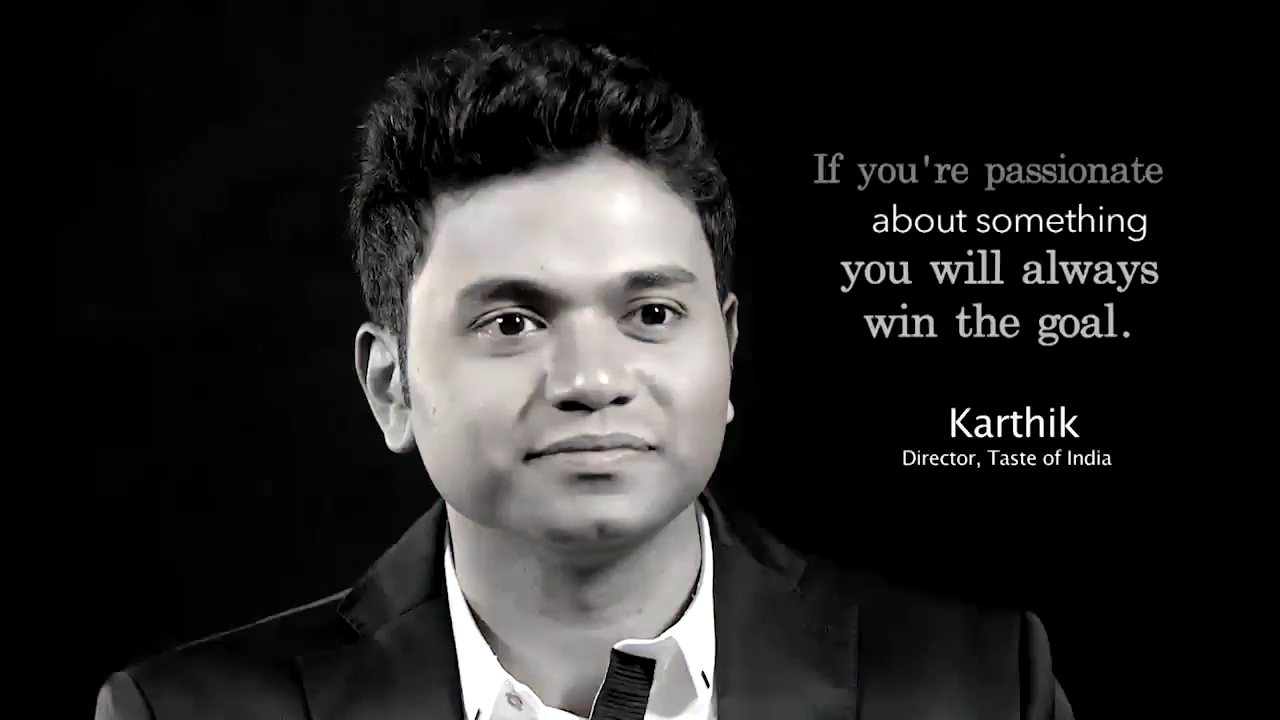 If you're passionate
about something
you will always
win the goal.
Karthik
Director, Taste of India